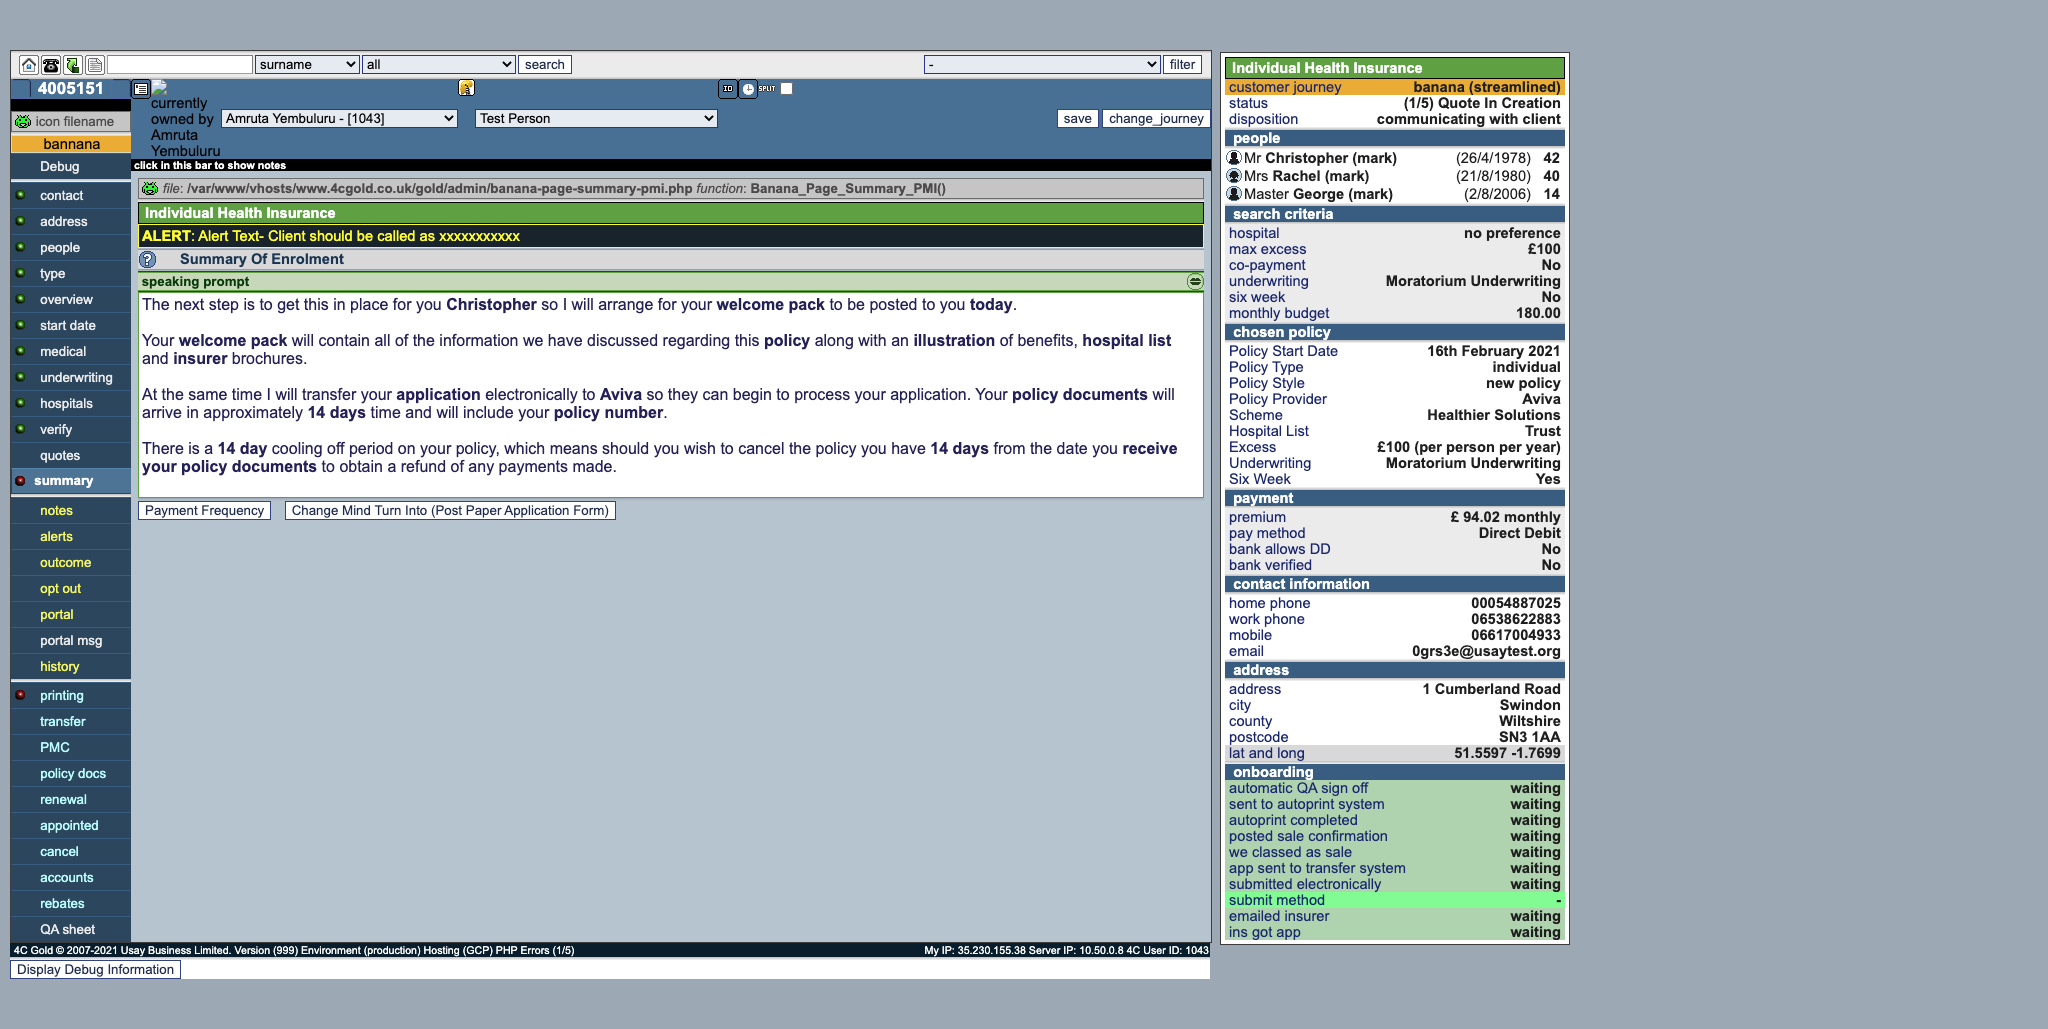 surname all search - filter
4005151
ID SPLIT
currently owned by Amruta Yembuluru
Amruta Yembuluru - [1043] Test Person save change_journey
icon filename
bannana
Debug
click in this bar to show notes
contact
address
people
type
overview
start date
medical
underwriting
hospitals
verify
quotes
summary
notes
alerts
outcome
opt out
portal
portal msg
history
printing
transfer
PMC
policy docs
renewal
appointed
cancel
accounts
rebates
QA sheet
file: /var/www/vhosts/www.4cgold.co.uk/gold/admin/banana-page-summary-pmi.php function: Banana_Page_Summary_PMI()
Individual Health Insurance
ALERT: Alert Text- Client should be called as xxxxxxxxxxx
? Summary Of Enrolment
speaking prompt
The next step is to get this in place for you Christopher so I will arrange for your welcome pack to be posted to you today.
Your welcome pack will contain all of the information we have discussed regarding this policy along with an illustration of benefits, hospital list
and insurer brochures.
At the same time I will transfer your application electronically to Aviva so they can begin to process your application. Your policy documents will
arrive in approximately 14 days time and will include your policy number.
There is a 14 day cooling off period on your policy, which means should you wish to cancel the policy you have 14 days from the date you receive
your policy documents to obtain a refund of any payments made.
Payment Frequency Change Mind Turn Into (Post Paper Application Form)
4C Gold © 2007-2021 Usay Business Limited. Version (999) Environment (production) Hosting (GCP) PHP Errors (1/5) My IP: 35.230.155.38 Server IP: 10.50.0.8 4C User ID: 1043
Display Debug Information
Individual Health Insurance
customer journey banana (streamlined)
status (1/5) Quote In Creation
disposition communicating with client
people
Mr Christopher (mark) (26/4/1978) 42
Mrs Rachel (mark) (21/8/1980) 40
Master George (mark) (2/8/2006) 14
search criteria
hospital no preference
max excess £100
co-payment No
underwriting Moratorium Underwriting
six week No
monthly budget 180.00
chosen policy
Policy Start Date 16th February 2021
Policy Type individual
Policy Style new policy
Policy Provider Aviva
Scheme Healthier Solutions
Hospital List Trust
Excess £100 (per person per year)
Underwriting Moratorium Underwriting
Six Week Yes
payment
premium £ 94.02 monthly
pay method Direct Debit
bank allows DD No
bank verified No
contact information
home phone 00054887025
work phone 06538622883
mobile 06617004933
email 0grs3e@usaytest.org
address
address 1 Cumberland Road
city Swindon
county Wiltshire
postcode SN3 1AA
lat and long 51.5597 -1.7699
onboarding
automatic QA sign off waiting
sent to autoprint system waiting
autoprint completed waiting
posted sale confirmation waiting
we classed as sale waiting
app sent to transfer system waiting
submitted electronically waiting
submit method -
emailed insurer waiting
ins got app waiting